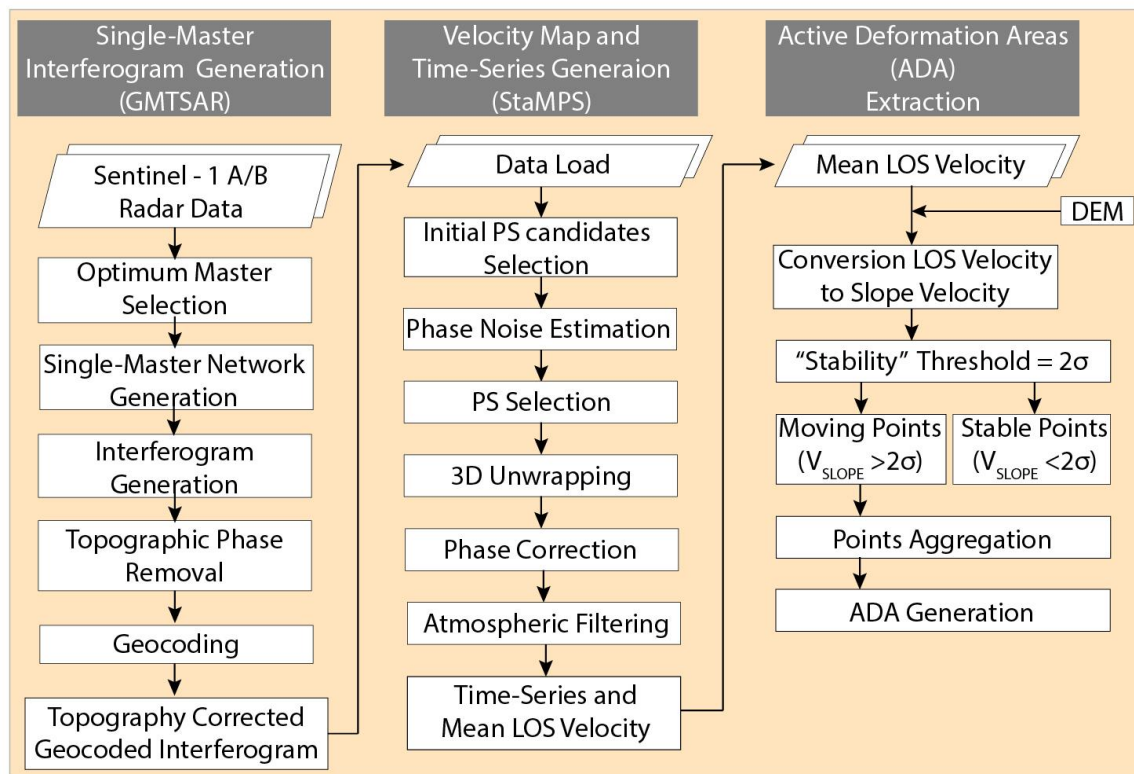 Single-Master
Interferogram Generation
(GMTSAR)
Sentinel - 1 A/B
Radar Data
Optimum Master
Selection
Single-Master Network
Generation
Interferogram
Generation
Topographic Phase
Removal
Geocoding
Topography Corrected
Geocoded Interferogram
Velocity Map and
Time-Series Generaion
(StaMPS)
Data Load
Initial PS candidates
Selection
Phase Noise Estimation
PS Selection
3D Unwrapping
Phase Correction
Atmospheric Filtering
Time-Series and
Mean LOS Velocity
Active Deformation Areas
(ADA)
Extraction
Mean LOS Velocity
DEM
Conversion LOS Velocity
to Slope Velocity
“Stability” Threshold = 2σ
Moving Points
(VSLOPE >2σ)
Stable Points
(VSLOPE <2σ)
Points Aggregation
ADA Generation